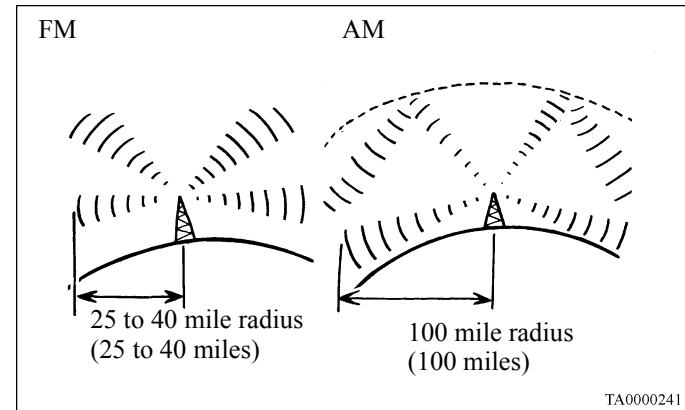 FM
AM
25 to 40 mile radius
(25 to 40 miles)
100 mile radius
(100 miles)
TA0000241